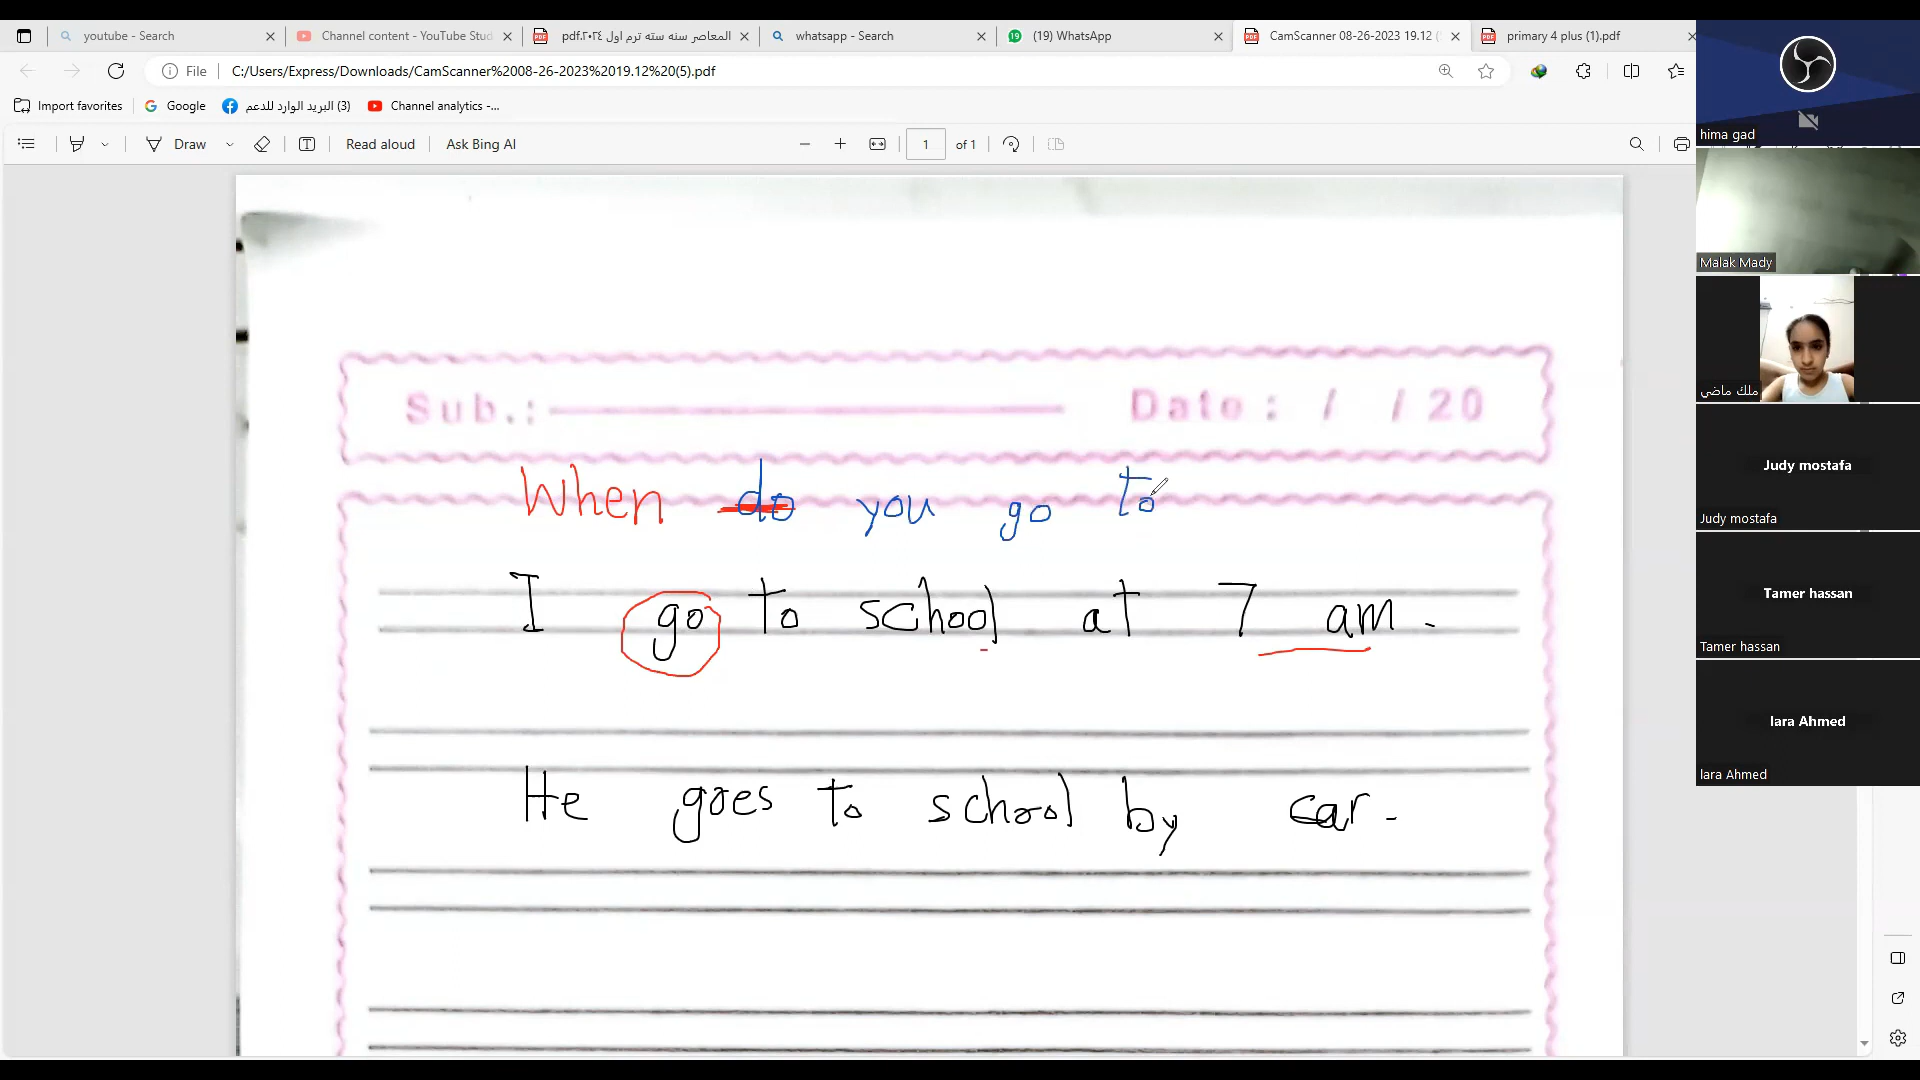 youtube - Search
Channel content - YouTube Stud
المعاصر سنه سته ترم اول ٢٠٢٤.pdf
whatsapp - Search
(19) WhatsApp
CamScanner 08-26-2023 19.12 (
primary 4 plus (1).pdf
File C:/Users/Express/Downloads/CamScanner%2008-26-2023%2019.12%20(5).pdf
Import favorites Google (3) البريد الوارد للدعم Channel analytics -...
Draw Read aloud Ask Bing AI 1 of 1
Sub.: Date: / / 20
When do you go to
I go to school at 7 am.
He goes to school by car.
hima gad
Malak Mady
ملك ماضي
Judy mostafa
Judy mostafa
Tamer hassan
Tamer hassan
lara Ahmed
lara Ahmed